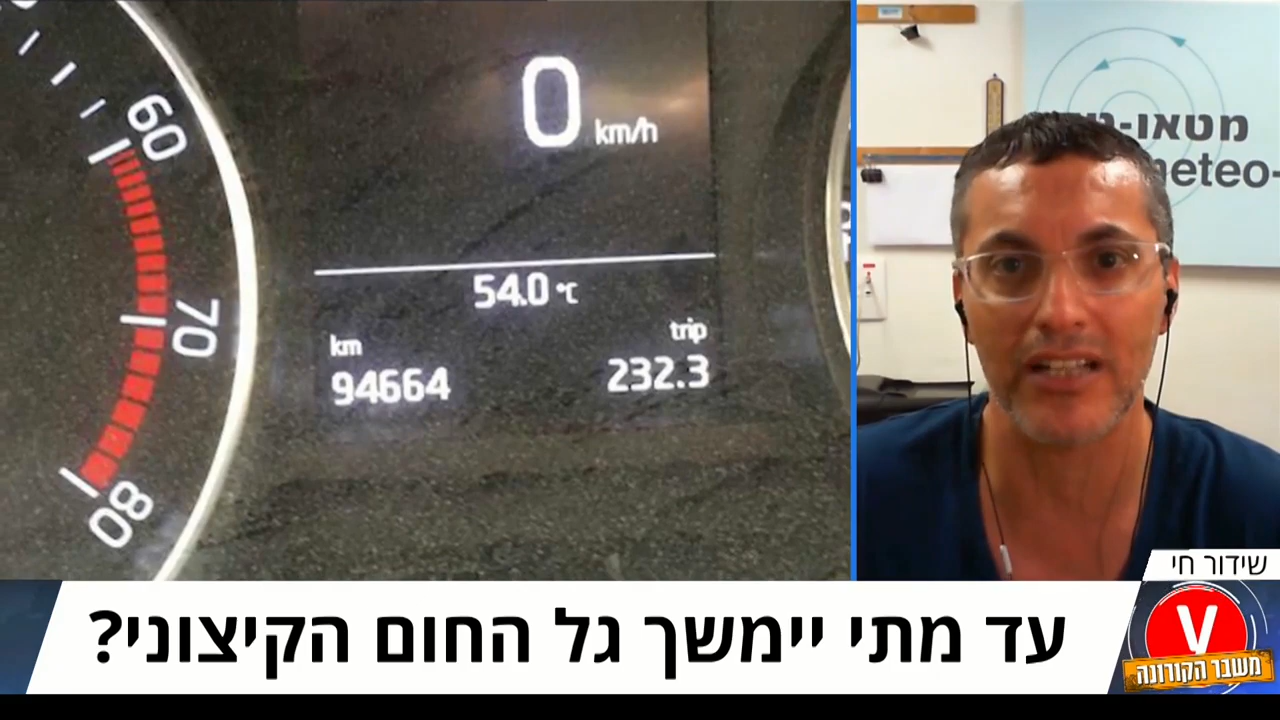 60
70
80
0 km/h
54.0 °C
km
94664
trip
232.3
מטאו-
meteo-
שידור חי
עד מתי יימשך גל החום הקיצוני?
V
משבר הקורונה